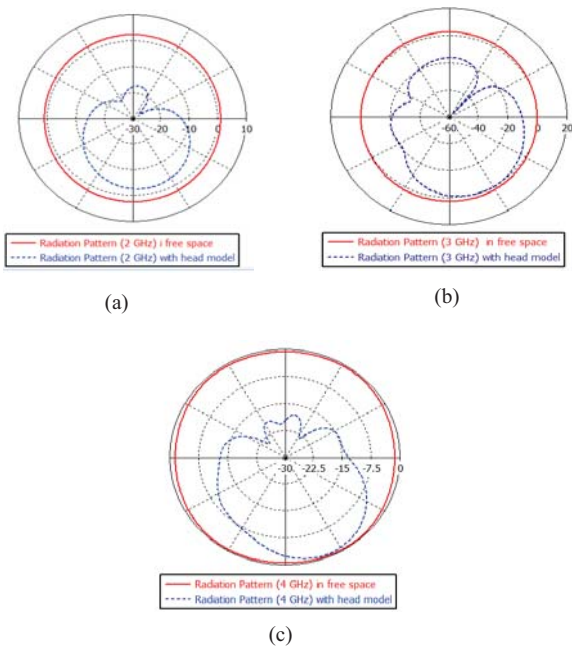 -30 -20 -10 0 10
Radiation Pattern (2 GHz) i free space
Radiation Pattern (2 GHz) with head model
(a)
-60 -40 -20 0 20
Radiation Pattern (3 GHz) in free space
Radiation Pattern (3 GHz) with head model
(b)
-30 -22.5 -15 -7.5 0
Radiation Pattern (4 GHz) in free space
Radiation Pattern (4 GHz) with head model
(c)